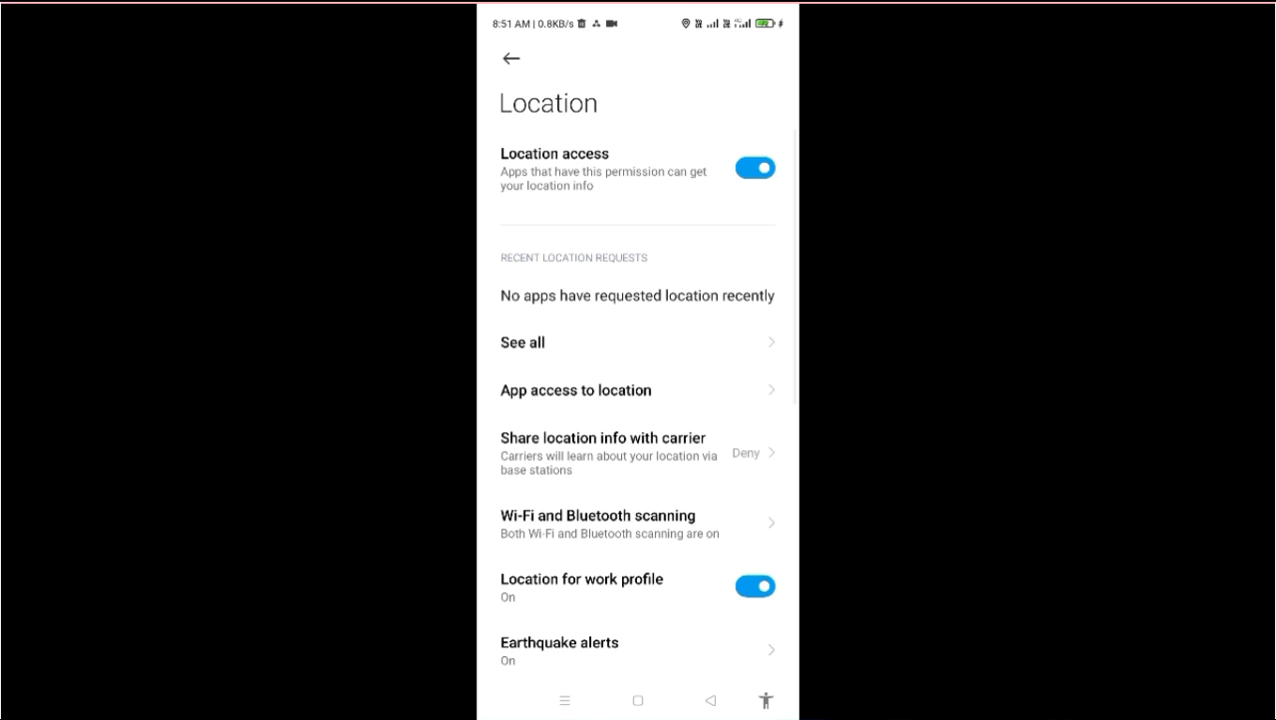 8:51 AM | 0.8KB/s
Location
Location access
Apps that have this permission can get
your location info
RECENT LOCATION REQUESTS
No apps have requested location recently
See all
App access to location
Share location info with carrier
Carriers will learn about your location via
base stations
Deny
Wi-Fi and Bluetooth scanning
Both Wi-Fi and Bluetooth scanning are on
Location for work profile
On
Earthquake alerts
On